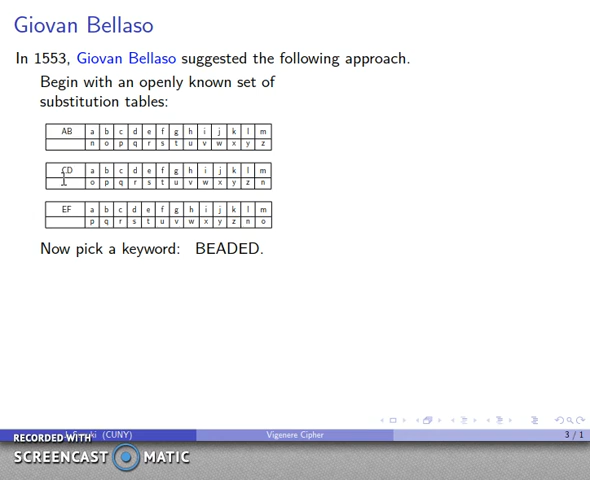 Giovan Bellaso
In 1553, Giovan Bellaso suggested the following approach.
Begin with an openly known set of
substitution tables:
AB a b c d e f g h i j k l m
n o p q r s t u v w x y z
CD a b c d e f g h i j k l m
o p q r s t u v w x y z n
EF a b c d e f g h i j k l m
p q r s t u v w x y z n o
Now pick a keyword: BEADED.
(CUNY) Vigenere Cipher 3 / 1
RECORDED WITH
SCREENCAST MATIC